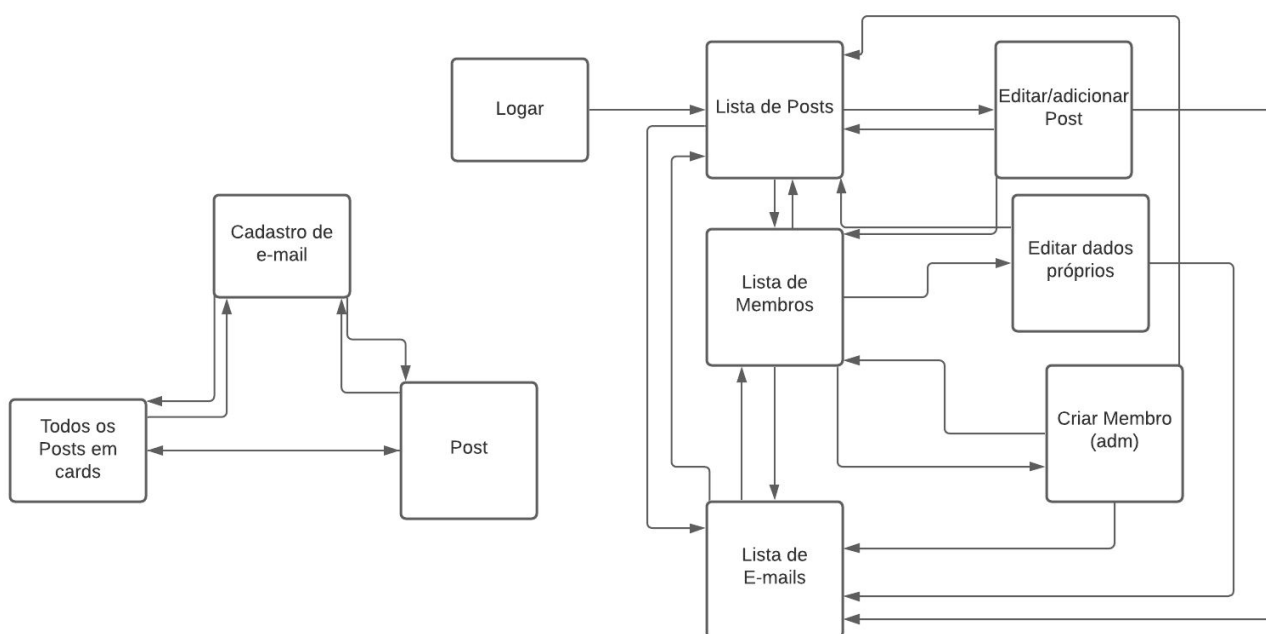 Logar
Lista de Posts
Editar/adicionar
Post
Cadastro de
e-mail
Editar dados
próprios
Lista de
Membros
Todos os
Posts em
cards
Post
Criar Membro
(adm)
Lista de
E-mails